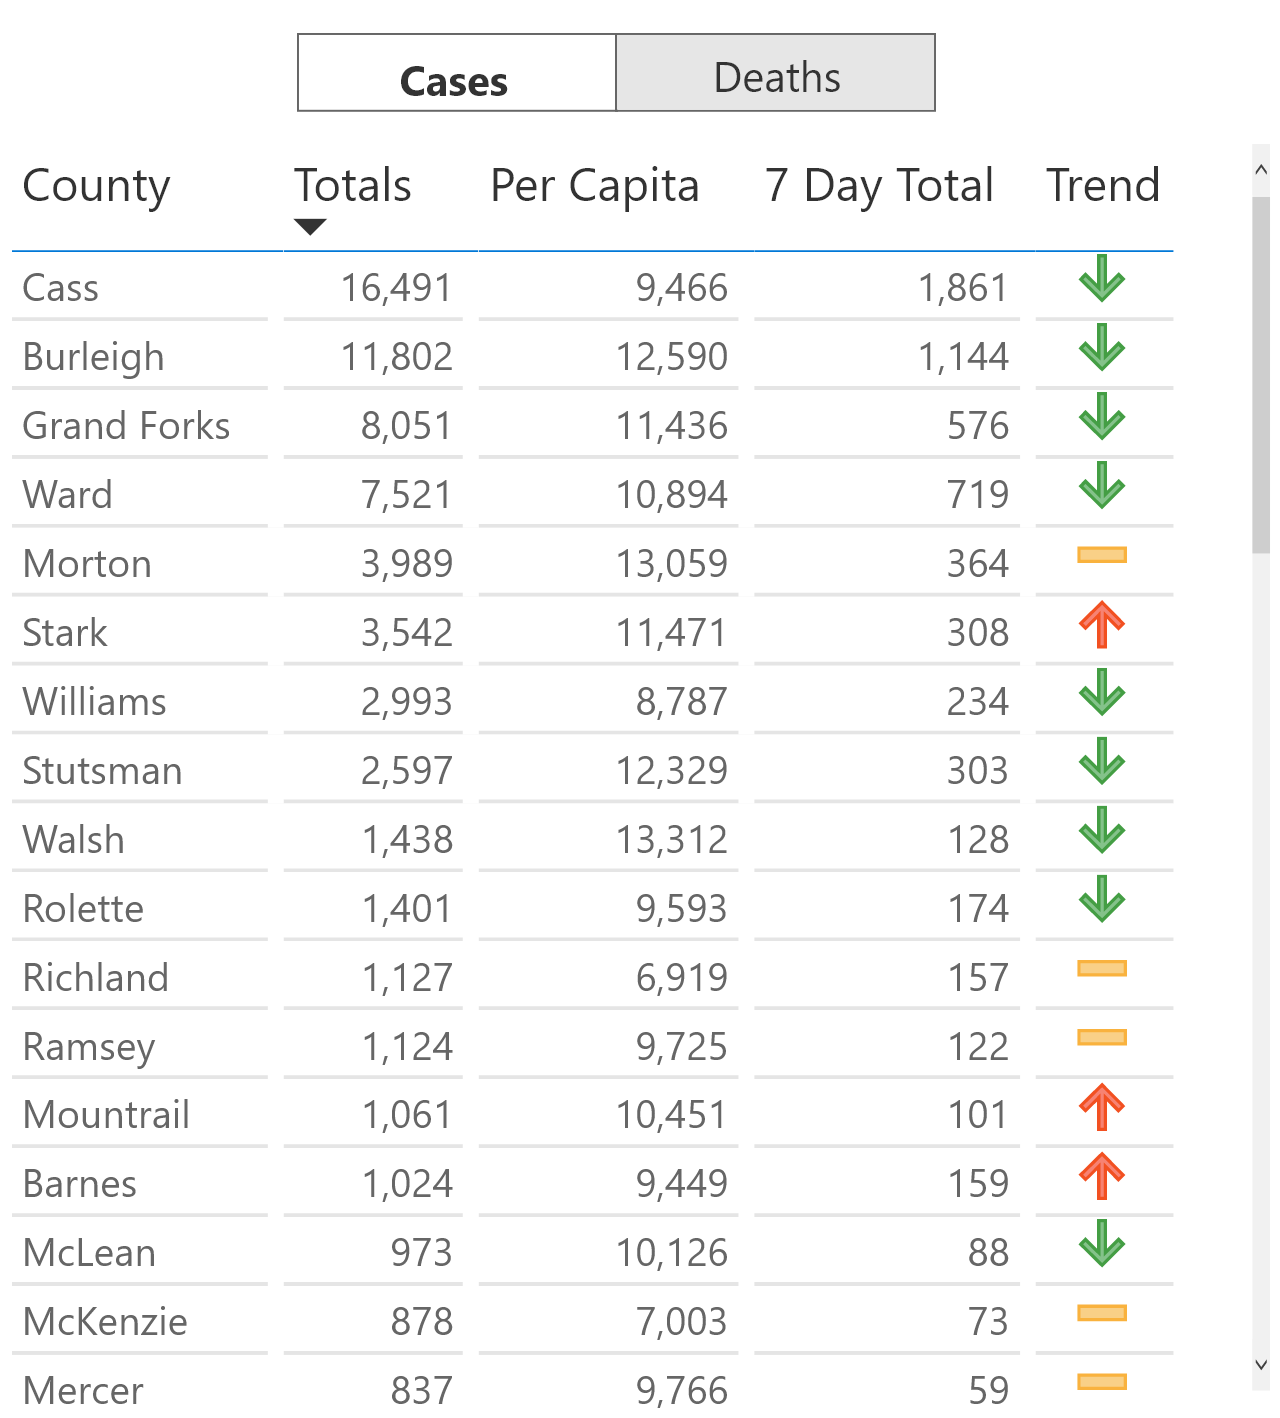 Cases Deaths
County Totals Per Capita 7 Day Total Trend
Cass 16,491 9,466 1,861
Burleigh 11,802 12,590 1,144
Grand Forks 8,051 11,436 576
Ward 7,521 10,894 719
Morton 3,989 13,059 364
Stark 3,542 11,471 308
Williams 2,993 8,787 234
Stutsman 2,597 12,329 303
Walsh 1,438 13,312 128
Rolette 1,401 9,593 174
Richland 1,127 6,919 157
Ramsey 1,124 9,725 122
Mountrail 1,061 10,451 101
Barnes 1,024 9,449 159
McLean 973 10,126 88
McKenzie 878 7,003 73
Mercer 837 9,766 59